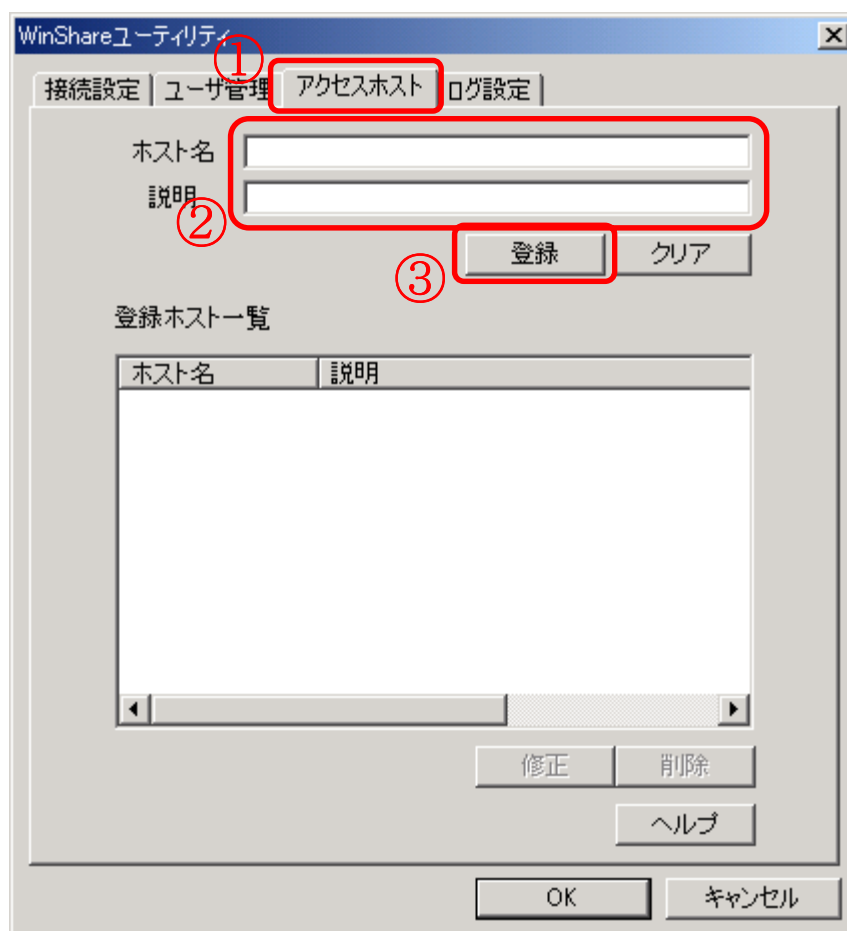 WinShareユーティリティ
①
接続設定 ユーザ管理 アクセスホスト ログ設定
ホスト名
説明
②
登録 クリア
③
登録ホスト一覧
ホスト名 説明
修正 削除
ヘルプ
OK キャンセル